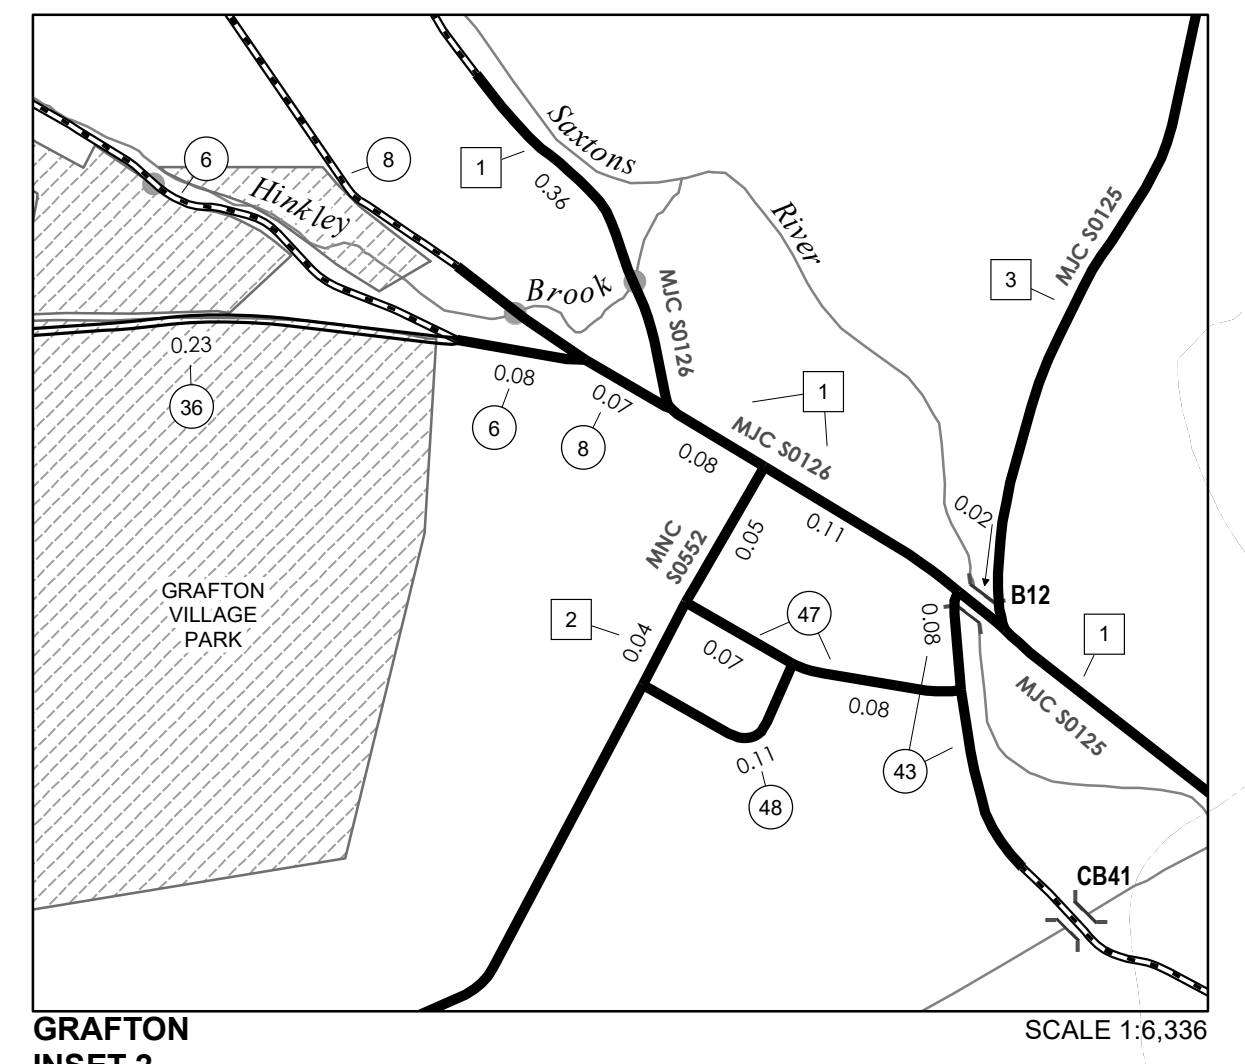 Saxtons
6
8
1
Hinkley
0.36
River
MJC S0125
3
Brook
MJC S0126
0.23
36
0.08
6
0.07
8
1
MJC S0126
0.08
0.02
0.11
0.05
MNC
S0552
B12
GRAFTON
VILLAGE
PARK
2
0.04
47
0.07
0.08
1
0.08
MJC S0125
0.11
48
43
CB41
GRAFTON
INSET 2
SCALE 1:6,336